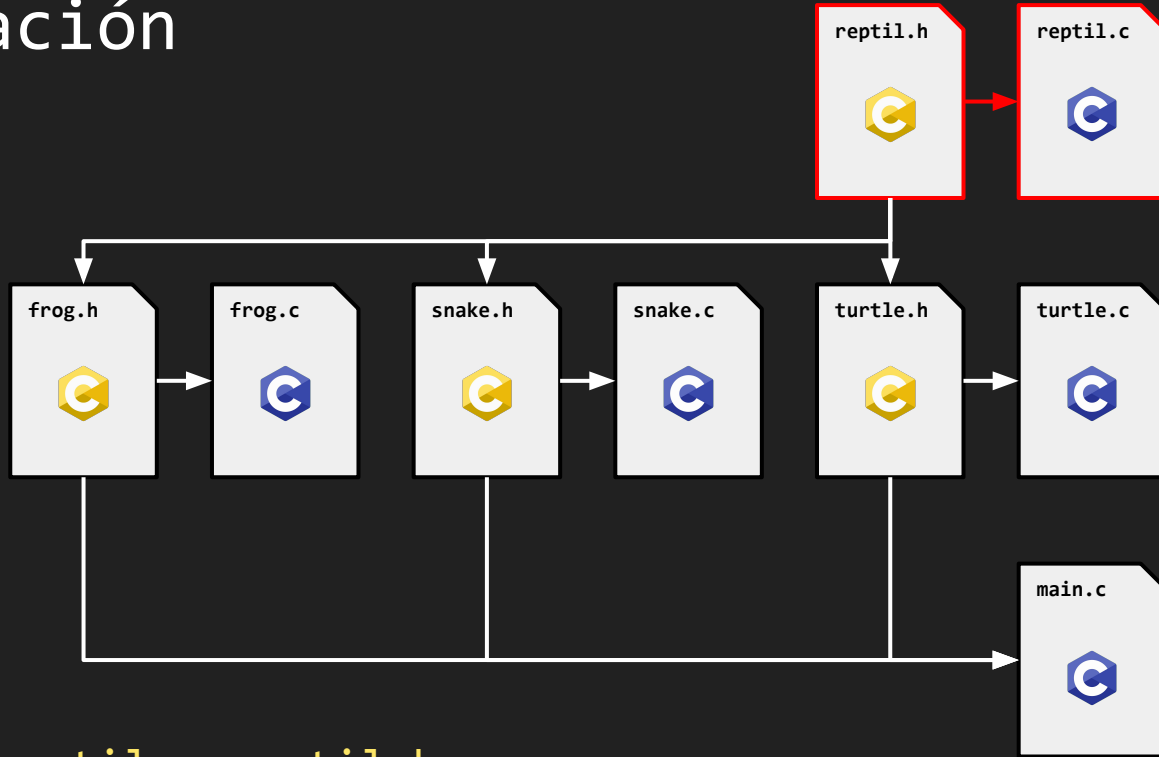 ación
reptil.h
reptil.c
frog.h
frog.c
snake.h
snake.c
turtle.h
turtle.c
main.c